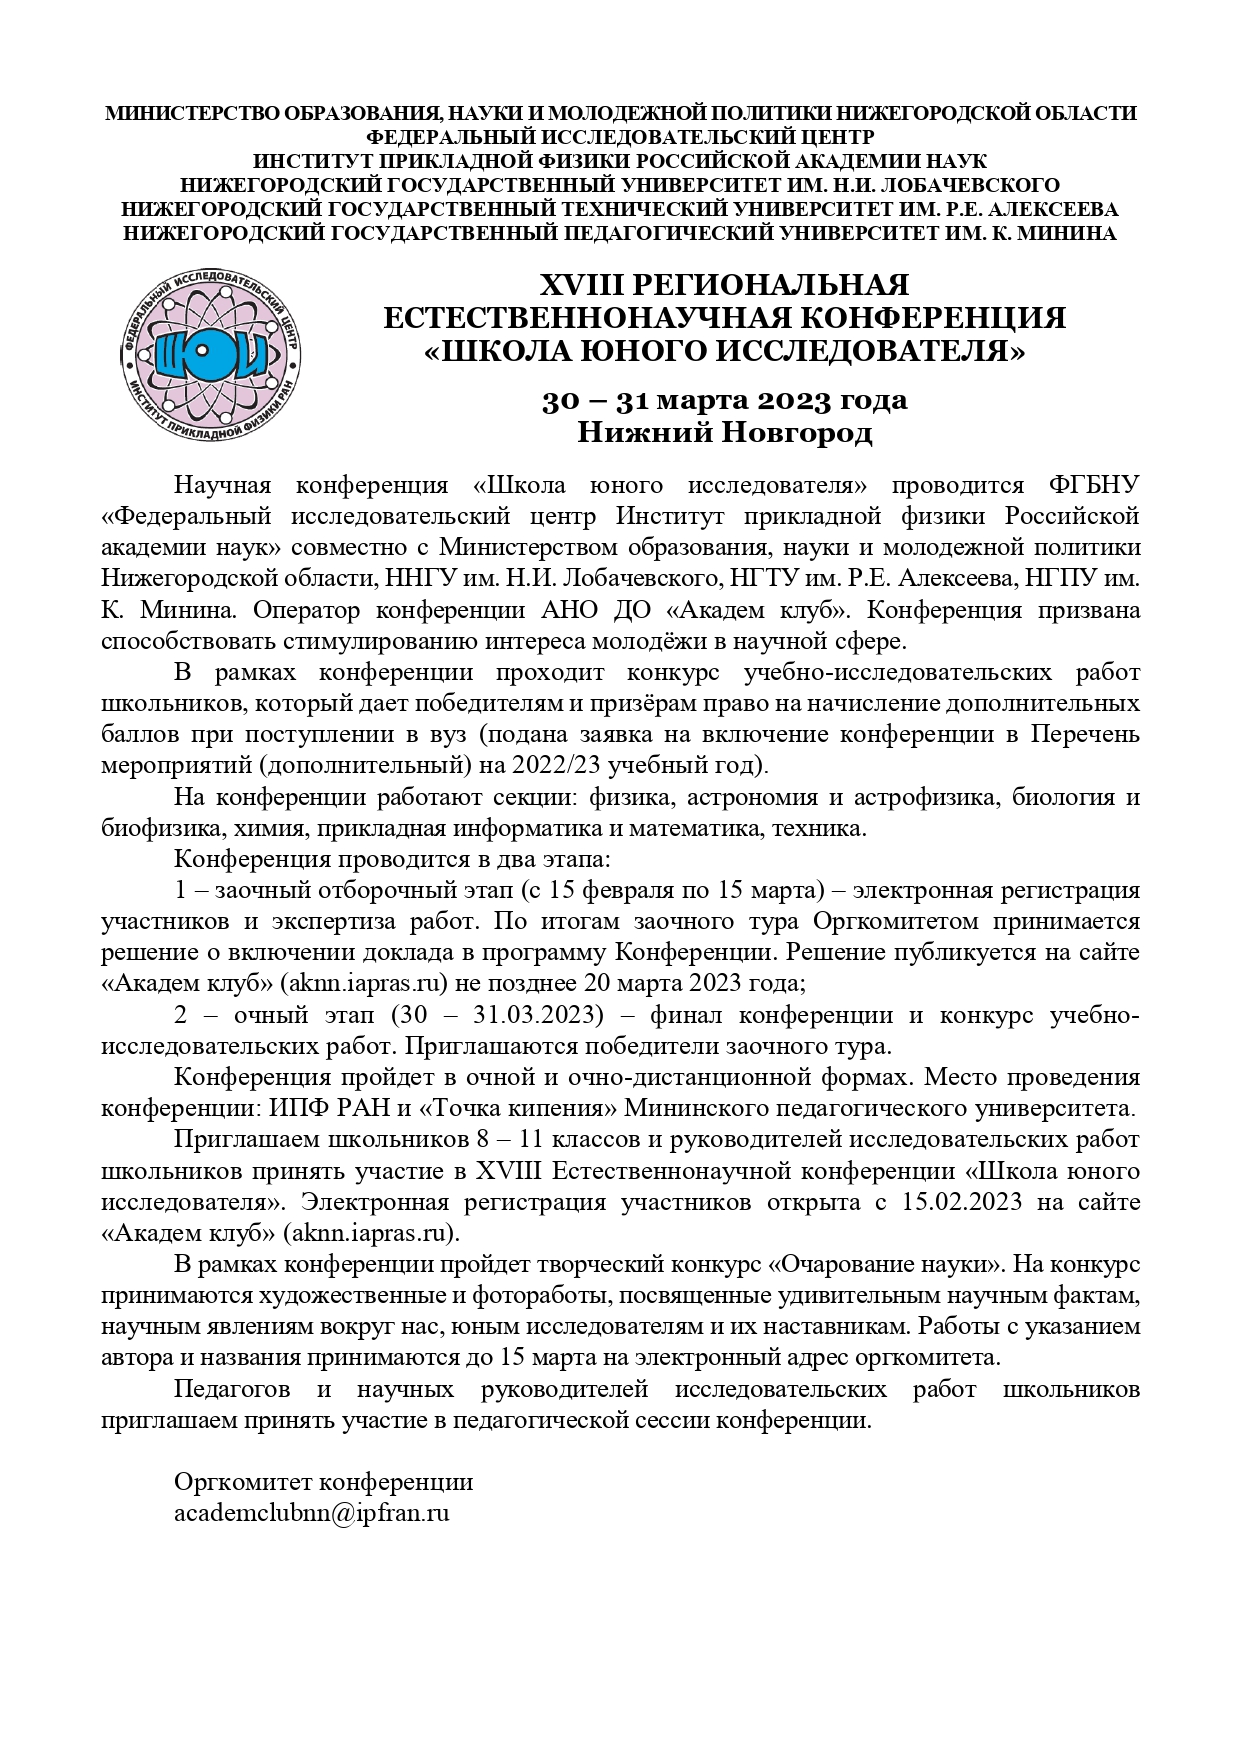 МИНИСТЕРСТВО ОБРАЗОВАНИЯ, НАУКИ И МОЛОДЕЖНОЙ ПОЛИТИКИ НИЖЕГОРОДСКОЙ ОБЛАСТИ
ФЕДЕРАЛЬНЫЙ ИССЛЕДОВАТЕЛЬСКИЙ ЦЕНТР
ИНСТИТУТ ПРИКЛАДНОЙ ФИЗИКИ РОССИЙСКОЙ АКАДЕМИИ НАУК
НИЖЕГОРОДСКИЙ ГОСУДАРСТВЕННЫЙ УНИВЕРСИТЕТ ИМ. Н.И. ЛОБАЧЕВСКОГО
НИЖЕГОРОДСКИЙ ГОСУДАРСТВЕННЫЙ ТЕХНИЧЕСКИЙ УНИВЕРСИТЕТ ИМ. Р.Е. АЛЕКСЕЕВА
НИЖЕГОРОДСКИЙ ГОСУДАРСТВЕННЫЙ ПЕДАГОГИЧЕСКИЙ УНИВЕРСИТЕТ ИМ. К. МИНИНА
ФЕДЕРАЛЬНЫЙ ИССЛЕДОВАТЕЛЬСКИЙ ЦЕНТР
ШОИ
ИНСТИТУТ ПРИКЛАДНОЙ ФИЗИКИ РАН
XVIII РЕГИОНАЛЬНАЯ
ЕСТЕСТВЕННОНАУЧНАЯ КОНФЕРЕНЦИЯ
«ШКОЛА ЮНОГО ИССЛЕДОВАТЕЛЯ»
30 – 31 марта 2023 года
Нижний Новгород
Научная конференция «Школа юного исследователя» проводится ФГБНУ
«Федеральный исследовательский центр Институт прикладной физики Российской
академии наук» совместно с Министерством образования, науки и молодежной политики
Нижегородской области, ННГУ им. Н.И. Лобачевского, НГТУ им. Р.Е. Алексеева, НГПУ им.
К. Минина. Оператор конференции АНО ДО «Академ клуб». Конференция призвана
способствовать стимулированию интереса молодёжи в научной сфере.
В рамках конференции проходит конкурс учебно-исследовательских работ
школьников, который дает победителям и призёрам право на начисление дополнительных
баллов при поступлении в вуз (подана заявка на включение конференции в Перечень
мероприятий (дополнительный) на 2022/23 учебный год).
На конференции работают секции: физика, астрономия и астрофизика, биология и
биофизика, химия, прикладная информатика и математика, техника.
Конференция проводится в два этапа:
1 – заочный отборочный этап (с 15 февраля по 15 марта) – электронная регистрация
участников и экспертиза работ. По итогам заочного тура Оргкомитетом принимается
решение о включении доклада в программу Конференции. Решение публикуется на сайте
«Академ клуб» (aknn.iapras.ru) не позднее 20 марта 2023 года;
2 – очный этап (30 – 31.03.2023) – финал конференции и конкурс учебно-
исследовательских работ. Приглашаются победители заочного тура.
Конференция пройдет в очной и очно-дистанционной формах. Место проведения
конференции: ИПФ РАН и «Точка кипения» Мининского педагогического университета.
Приглашаем школьников 8 – 11 классов и руководителей исследовательских работ
школьников принять участие в XVIII Естественнонаучной конференции «Школа юного
исследователя». Электронная регистрация участников открыта с 15.02.2023 на сайте
«Академ клуб» (aknn.iapras.ru).
В рамках конференции пройдет творческий конкурс «Очарование науки». На конкурс
принимаются художественные и фотоработы, посвященные удивительным научным фактам,
научным явлениям вокруг нас, юным исследователям и их наставникам. Работы с указанием
автора и названия принимаются до 15 марта на электронный адрес оргкомитета.
Педагогов и научных руководителей исследовательских работ школьников
приглашаем принять участие в педагогической сессии конференции.
Оргкомитет конференции
academclubnn@ipfran.ru